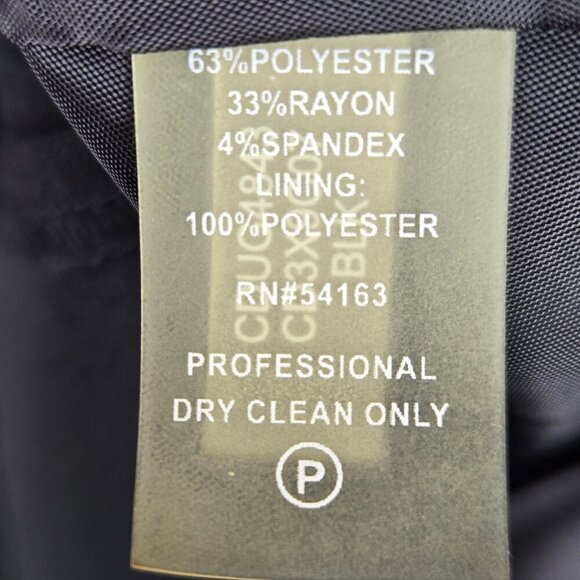 63%POLYESTER
33%RAYON
4%SPANDEX
LINING:
100%POLYESTER
RN#54163
PROFESSIONAL
DRY CLEAN ONLY
P